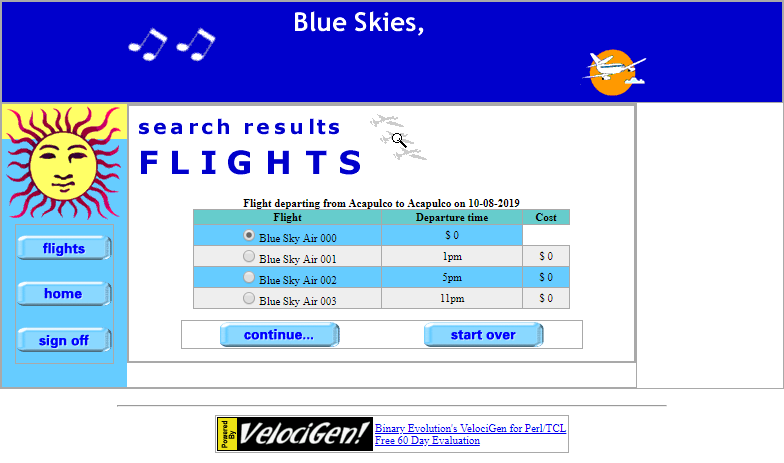 Blue Skies,
search results
FLIGHTS
flights
home
sign off
Flight departing from Acapulco to Acapulco on 10-08-2019
Flight Departure time Cost
Blue Sky Air 000 $ 0
Blue Sky Air 001 1pm $ 0
Blue Sky Air 002 5pm $ 0
Blue Sky Air 003 11pm $ 0
continue... start over
Powered By VelociGen! Binary Evolution's VelociGen for Perl/TCL
Free 60 Day Evaluation